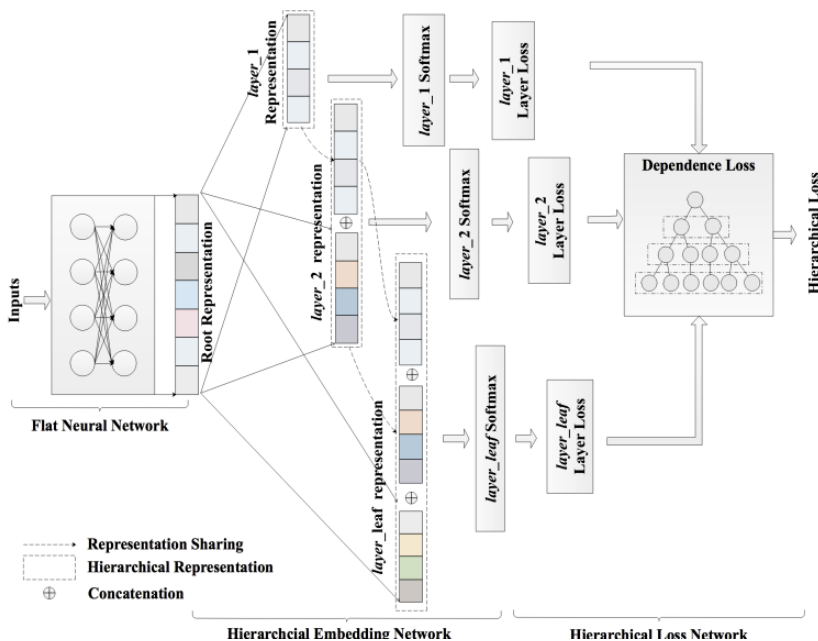 layer_1
Representation
layer_1 Softmax
layer_1
Layer Loss
layer_2 representation
layer_2 Softmax
layer_2
Layer Loss
Dependence Loss
Hierarchical Loss
Inputs
Root Representation
Flat Neural Network
layer_leaf representation
layer_leaf Softmax
layer_leaf
Layer Loss
Representation Sharing
Hierarchical Representation
Concatenation
Hierarchcial Embedding Network
Hierarchical Loss Network